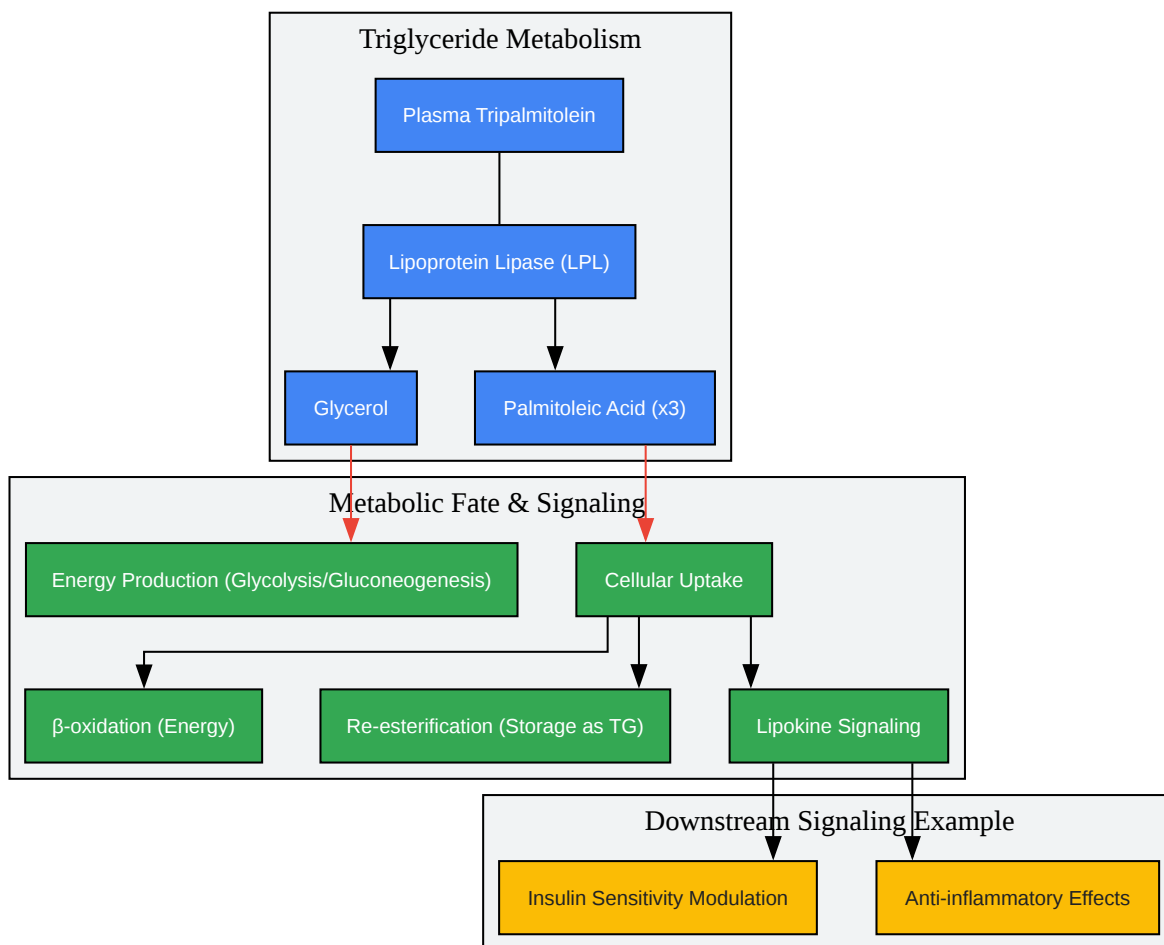 Triglyceride Metabolism
Plasma Tripalmitolein
Lipoprotein Lipase (LPL)
Glycerol
Palmitoleic Acid (x3)
Metabolic Fate & Signaling
Energy Production (Glycolysis/Gluconeogenesis)
Cellular Uptake
β-oxidation (Energy)
Re-esterification (Storage as TG)
Lipokine Signaling
Downstream Signaling Example
Insulin Sensitivity Modulation
Anti-inflammatory Effects